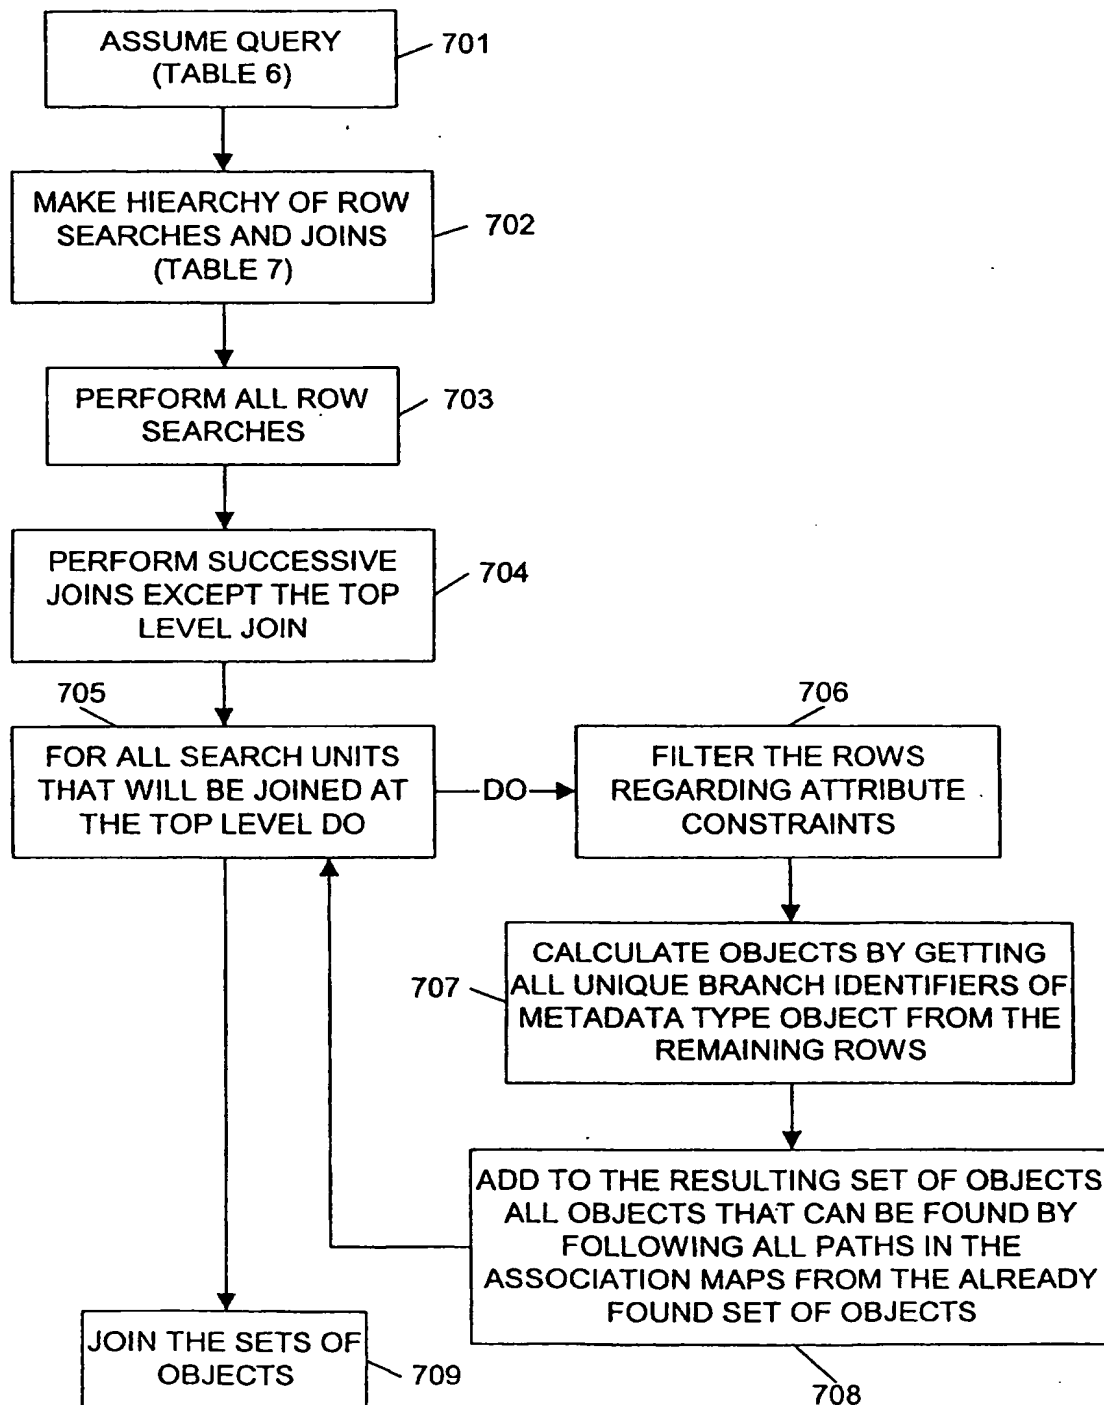 ASSUME QUERY
(TABLE 6)
701
MAKE HIEARCHY OF ROW
SEARCHES AND JOINS
(TABLE 7)
702
PERFORM ALL ROW
SEARCHES
703
PERFORM SUCCESSIVE
JOINS EXCEPT THE TOP
LEVEL JOIN
704
705
FOR ALL SEARCH UNITS
THAT WILL BE JOINED AT
THE TOP LEVEL DO
DO
706
FILTER THE ROWS
REGARDING ATTRIBUTE
CONSTRAINTS
707
CALCULATE OBJECTS BY GETTING
ALL UNIQUE BRANCH IDENTIFIERS OF
METADATA TYPE OBJECT FROM THE
REMAINING ROWS
ADD TO THE RESULTING SET OF OBJECTS
ALL OBJECTS THAT CAN BE FOUND BY
FOLLOWING ALL PATHS IN THE
ASSOCIATION MAPS FROM THE ALREADY
FOUND SET OF OBJECTS
708
JOIN THE SETS OF
OBJECTS
709